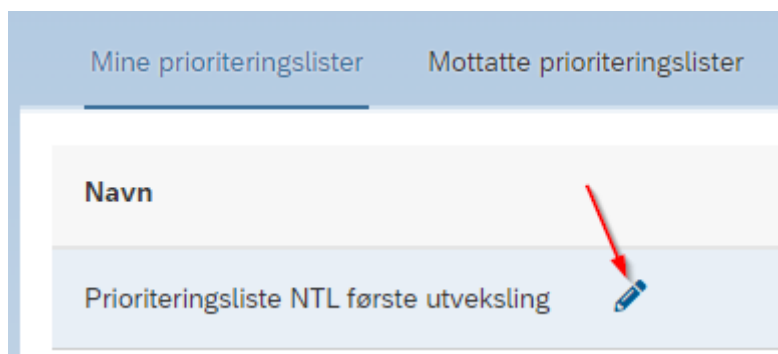 Mine prioriteringslister Mottatte prioriteringslister
Navn
Prioriteringsliste NTL første utveksling